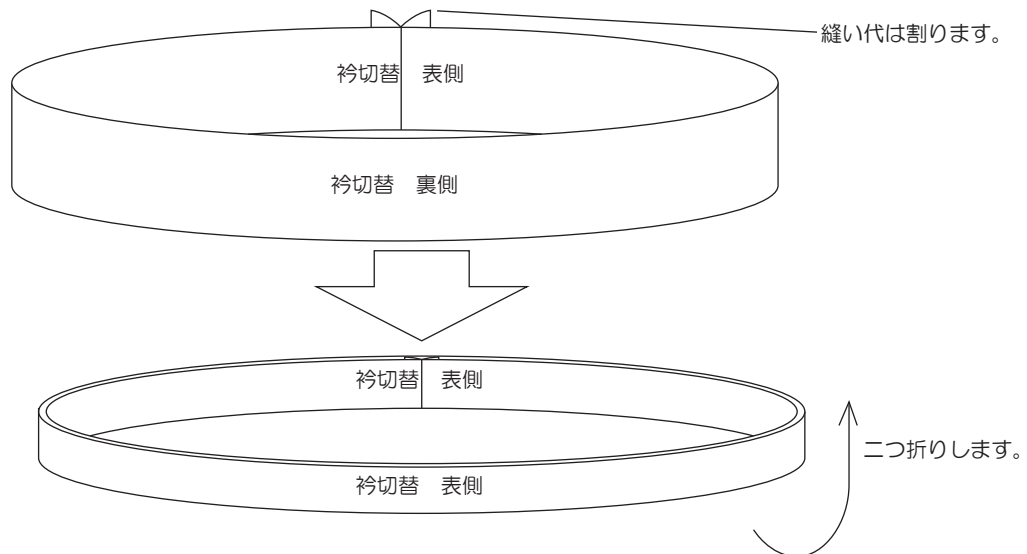 縫い代は割ります。
衿切替 表側
衿切替 裏側
衿切替 表側
二つ折りします。
衿切替 表側